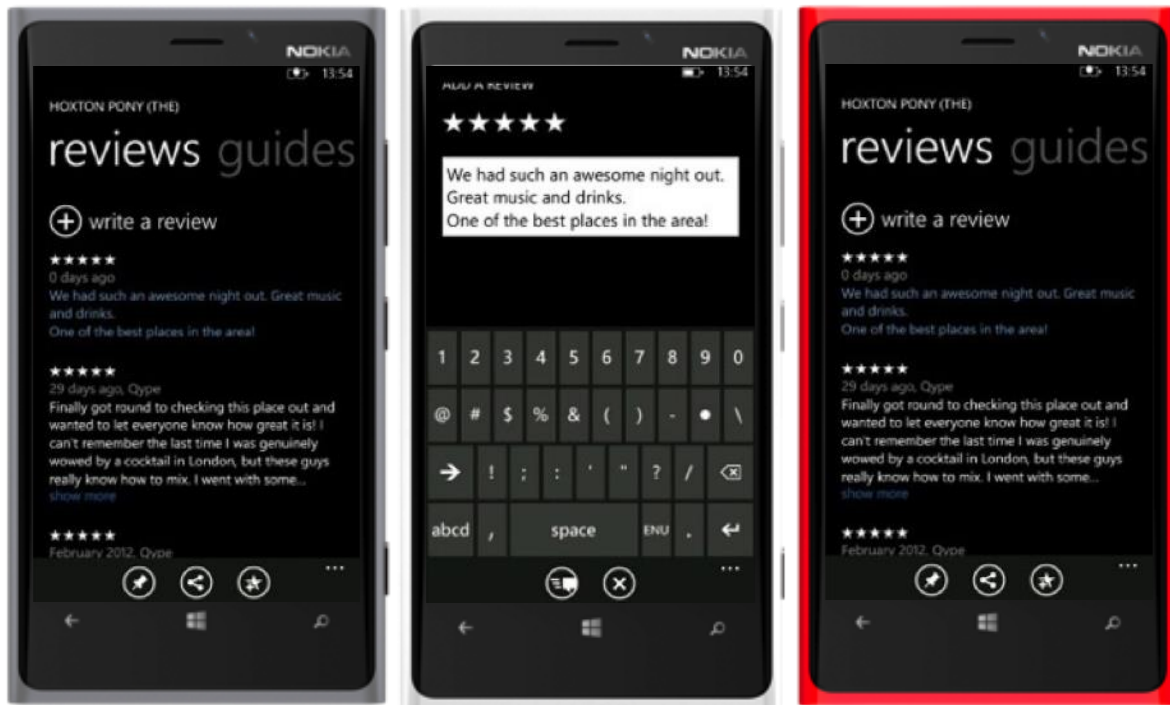 NOKIA
13:54
HOXTON PONY (THE)
reviews guides
write a review
0 days ago
We had such an awesome night out. Great music
and drinks.
One of the best places in the area!
29 days ago, Qype
Finally got round to checking this place out and
wanted to let everyone know how great it is! I
can't remember the last time I was genuinely
wowed by a cocktail in London, but these guys
really know how to mix. I went with some...
show more
February 2012, Qype
NOKIA
13:54
ADD A REVIEW
We had such an awesome night out.
Great music and drinks.
One of the best places in the area!
1 2 3 4 5 6 7 8 9 0
@ # $ % & ( ) - \
! ; : ' " ? /
abcd , space ENU .
NOKIA
13:54
HOXTON PONY (THE)
reviews guides
write a review
0 days ago
We had such an awesome night out. Great music
and drinks.
One of the best places in the area!
29 days ago, Qype
Finally got round to checking this place out and
wanted to let everyone know how great it is! I
can't remember the last time I was genuinely
wowed by a cocktail in London, but these guys
really know how to mix. I went with some...
show more
February 2012, Qype